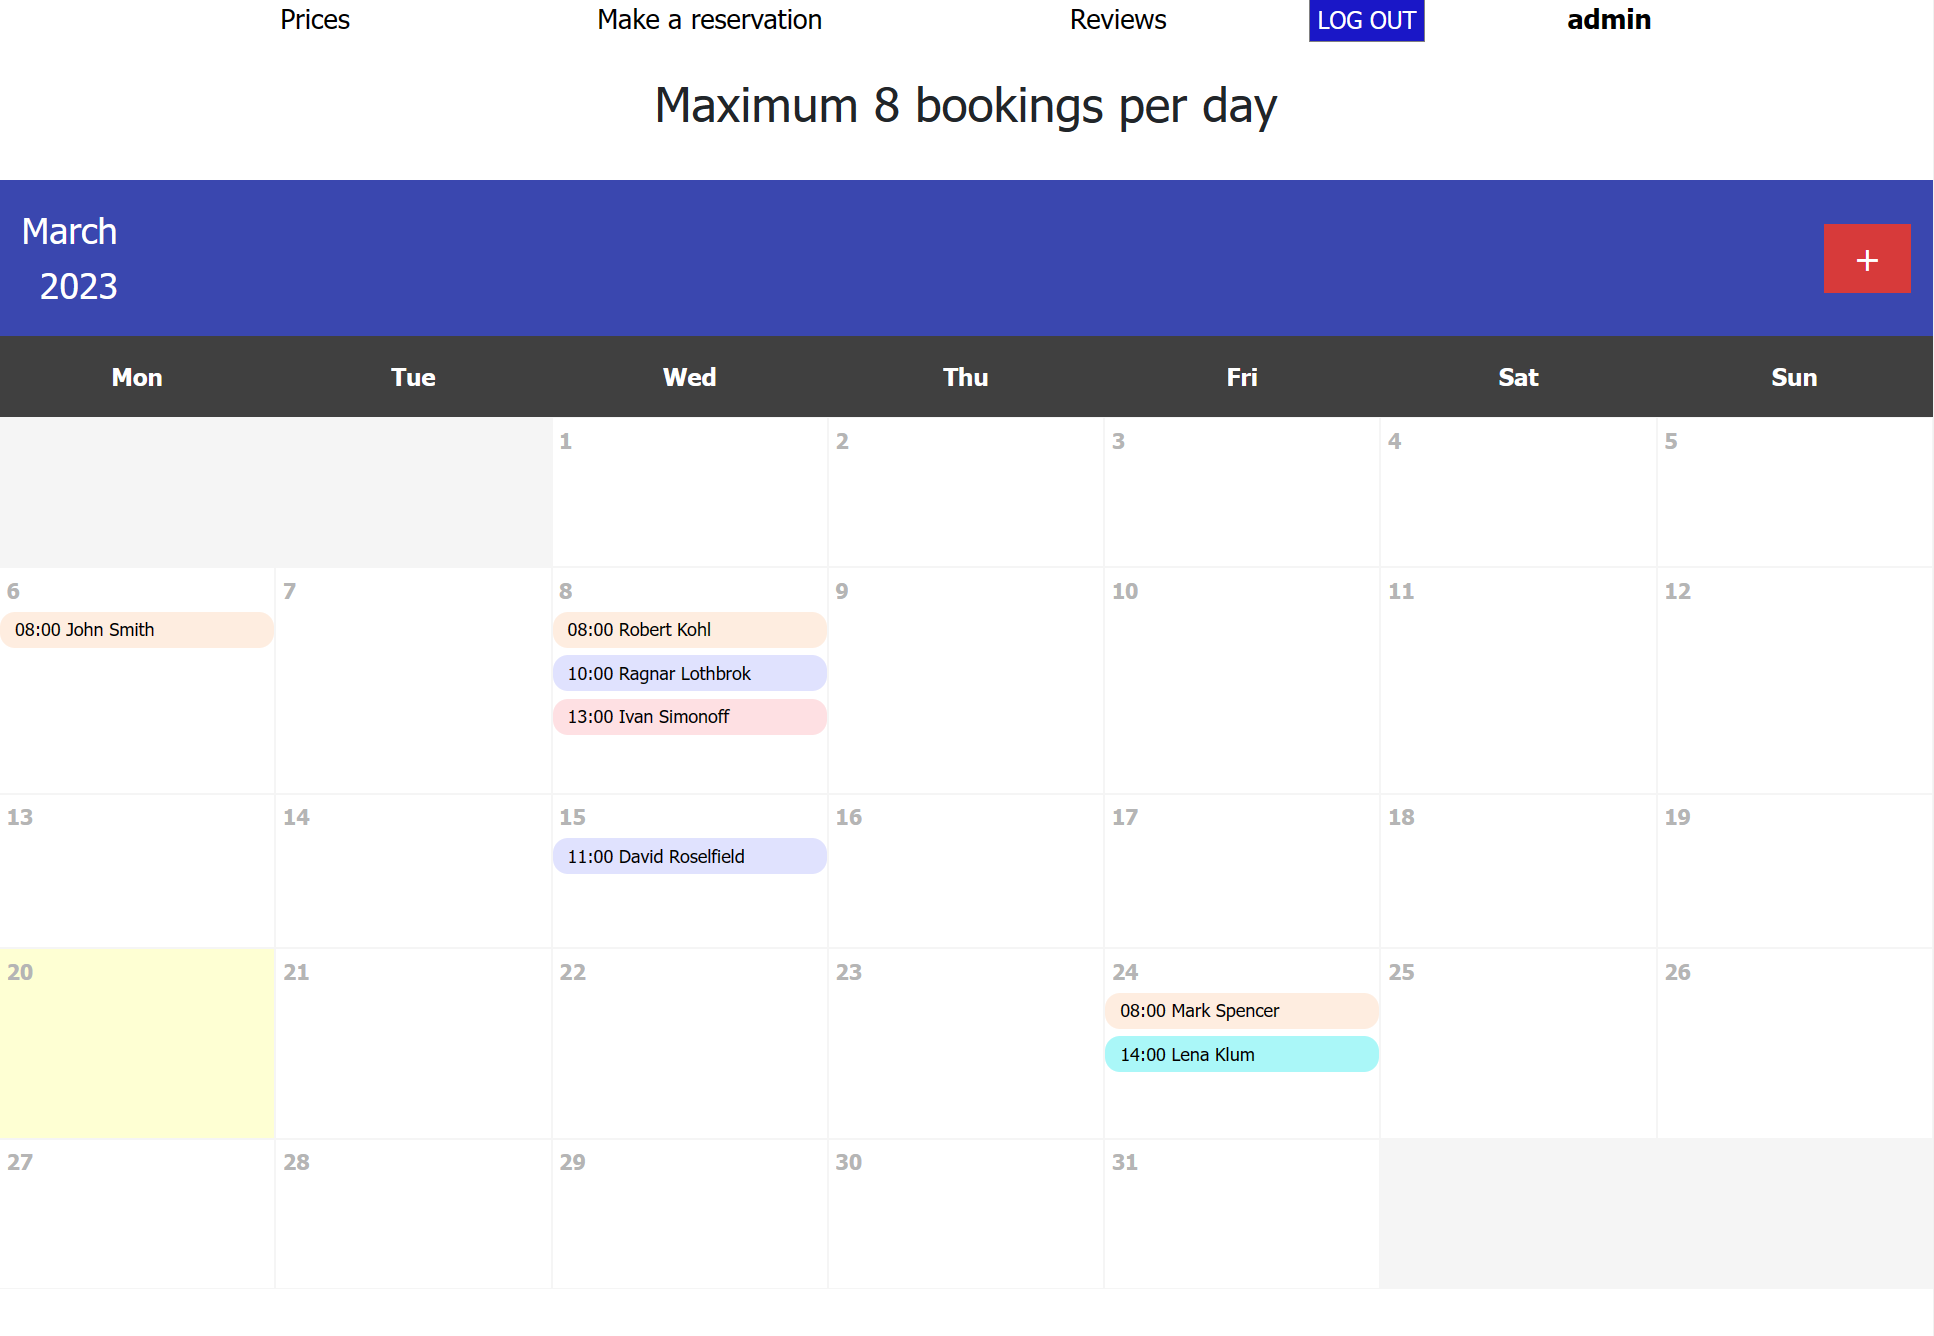 Prices Make a reservation Reviews LOG OUT admin
Maximum 8 bookings per day
March
2023
+
Mon Tue Wed Thu Fri Sat Sun
1 2 3 4 5
6 7 8 9 10 11 12
08:00 John Smith 08:00 Robert Kohl
10:00 Ragnar Lothbrok
13:00 Ivan Simonoff
13 14 15 16 17 18 19
11:00 David Roselfield
20 21 22 23 24 25 26
08:00 Mark Spencer
14:00 Lena Klum
27 28 29 30 31